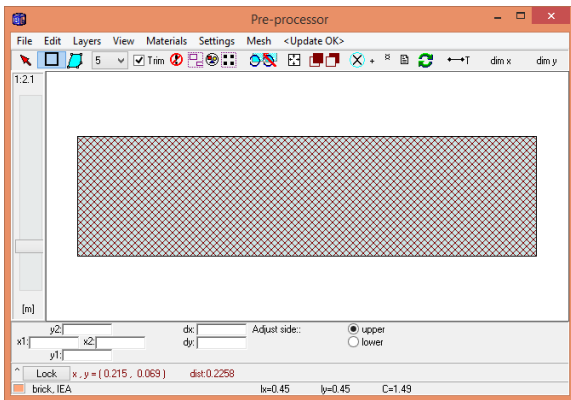 Pre-processor
File Edit Layers View Materials Settings Mesh <Update OK>
5 Trim T dim x dim y
1:2.1
[m]
y2: dx: Adjust side:: upper
x1: x2: dy: lower
y1:
^ Lock x , y = ( 0.215 , 0.069 ) dist:0.2258
brick, IEA lx=0.45 ly=0.45 C=1.49